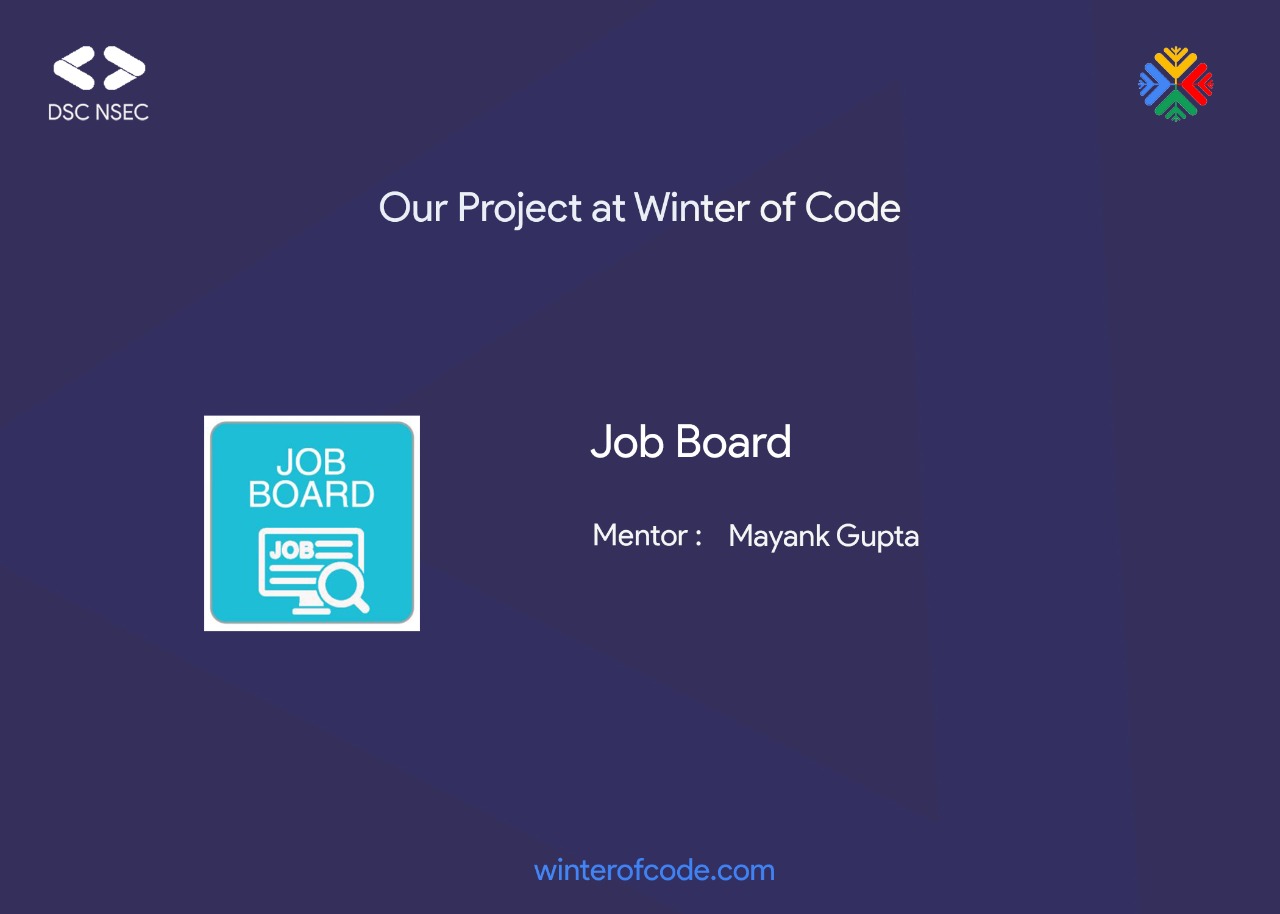 DSC NSEC
Our Project at Winter of Code
JOB
BOARD
JOB
Job Board
Mentor : Mayank Gupta
winterofcode.com